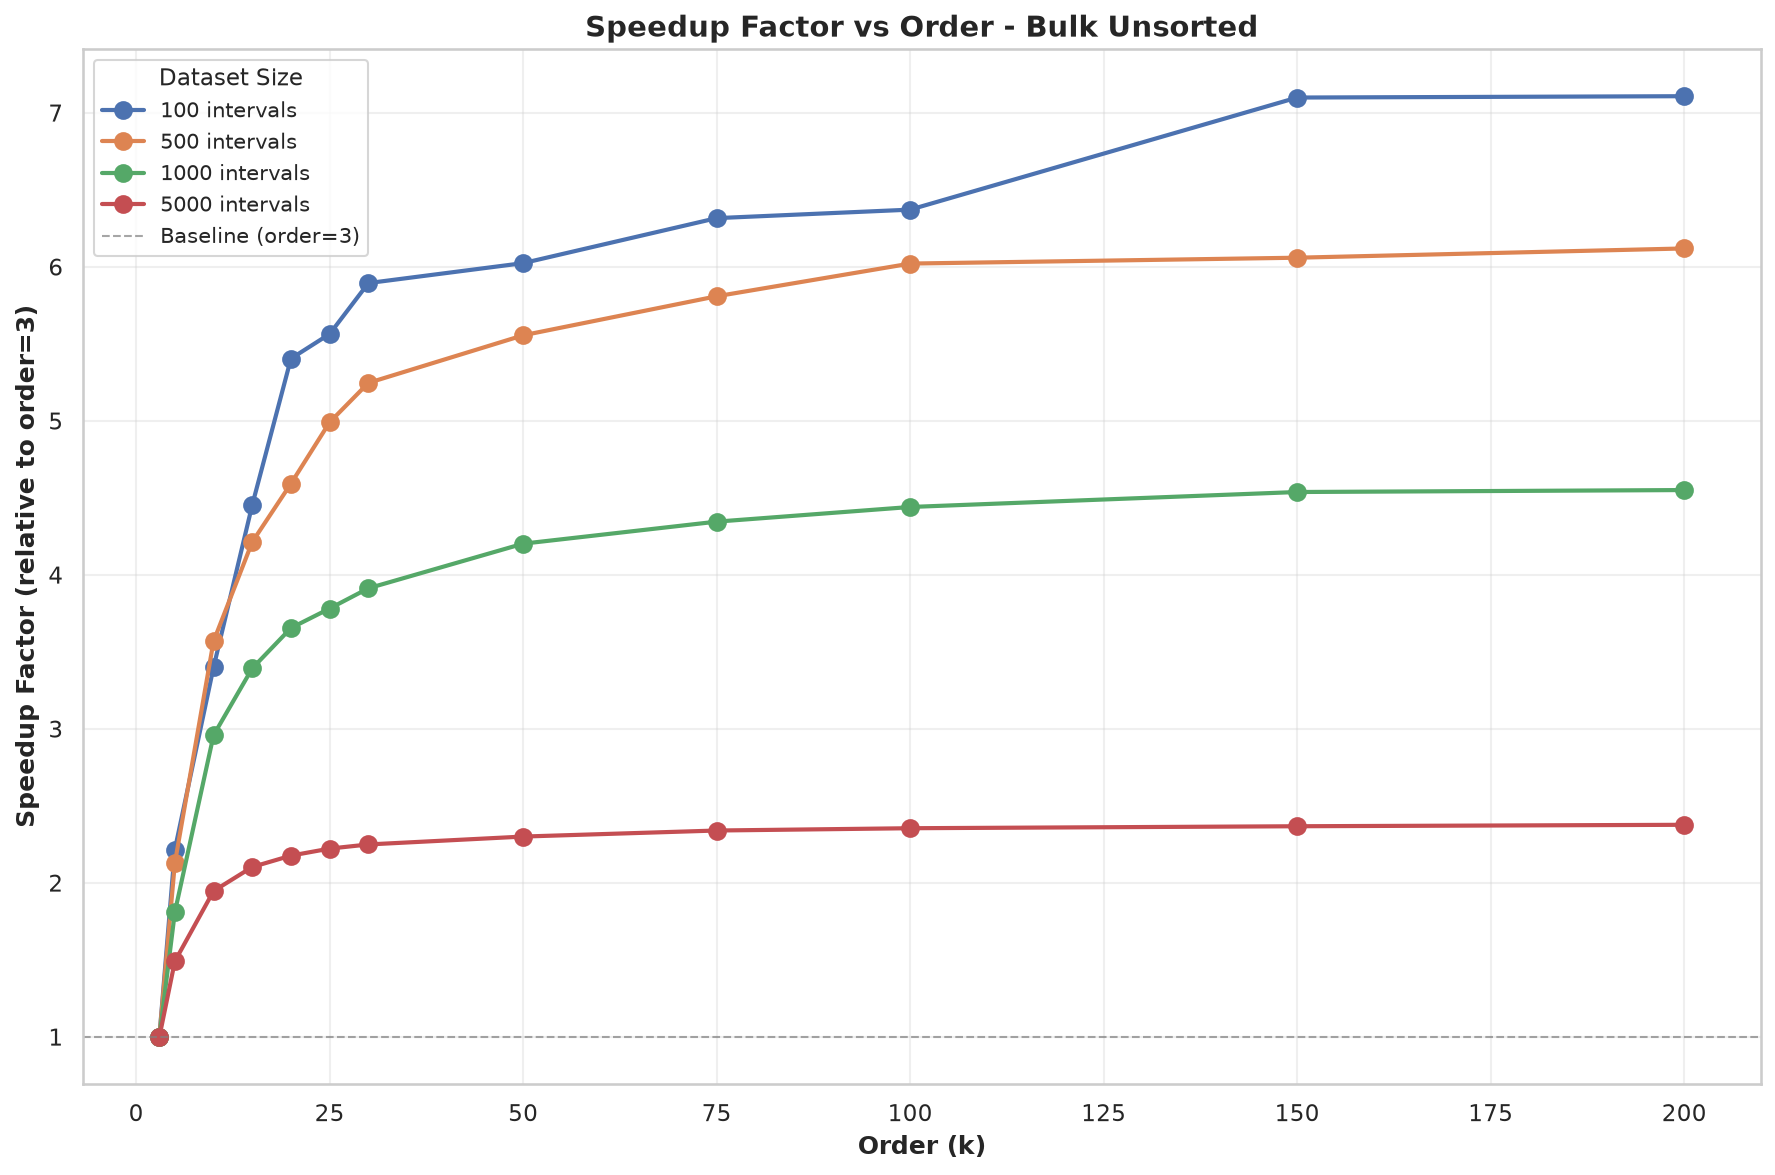 Speedup Factor vs Order - Bulk Unsorted
Dataset Size
100 intervals
500 intervals
1000 intervals
5000 intervals
Baseline (order=3)
Speedup Factor (relative to order=3)
7
6
5
4
3
2
1
0 25 50 75 100 125 150 175 200
Order (k)